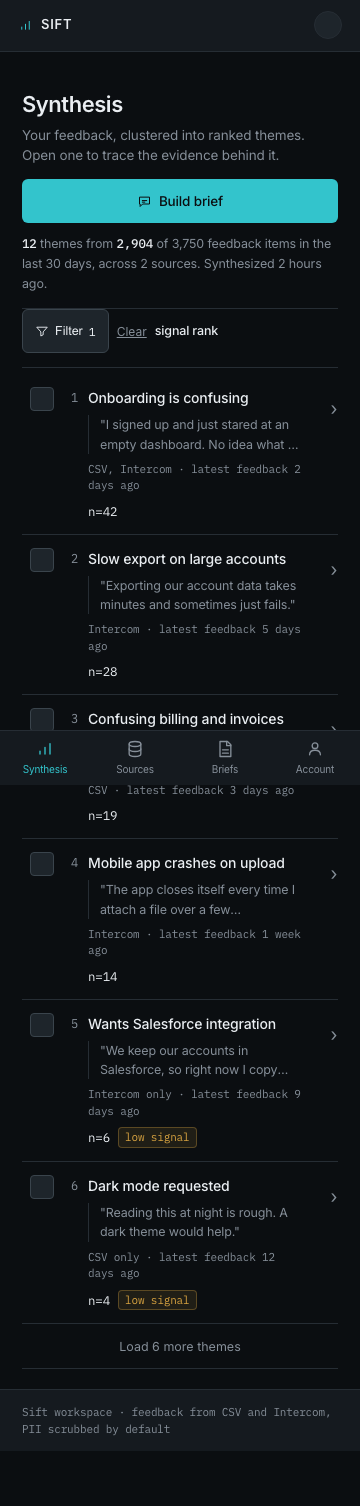 SIFT
Synthesis
Your feedback, clustered into ranked themes.
Open one to trace the evidence behind it.
Build brief
12 themes from 2,904 of 3,750 feedback items in the
last 30 days, across 2 sources. Synthesized 2 hours
ago.
Filter 1 Clear signal rank
1 Onboarding is confusing
"I signed up and just stared at an
empty dashboard. No idea what ...
CSV, Intercom · latest feedback 2
days ago
n=42
2 Slow export on large accounts
"Exporting our account data takes
minutes and sometimes just fails."
Intercom · latest feedback 5 days
ago
n=28
3 Confusing billing and invoices
Synthesis Sources Briefs Account
CSV · latest feedback 3 days ago
n=19
4 Mobile app crashes on upload
"The app closes itself every time I
attach a file over a few...
Intercom · latest feedback 1 week
ago
n=14
5 Wants Salesforce integration
"We keep our accounts in
Salesforce, so right now I copy...
Intercom only · latest feedback 9
days ago
n=6 low signal
6 Dark mode requested
"Reading this at night is rough. A
dark theme would help."
CSV only · latest feedback 12
days ago
n=4 low signal
Load 6 more themes
Sift workspace · feedback from CSV and Intercom,
PII scrubbed by default